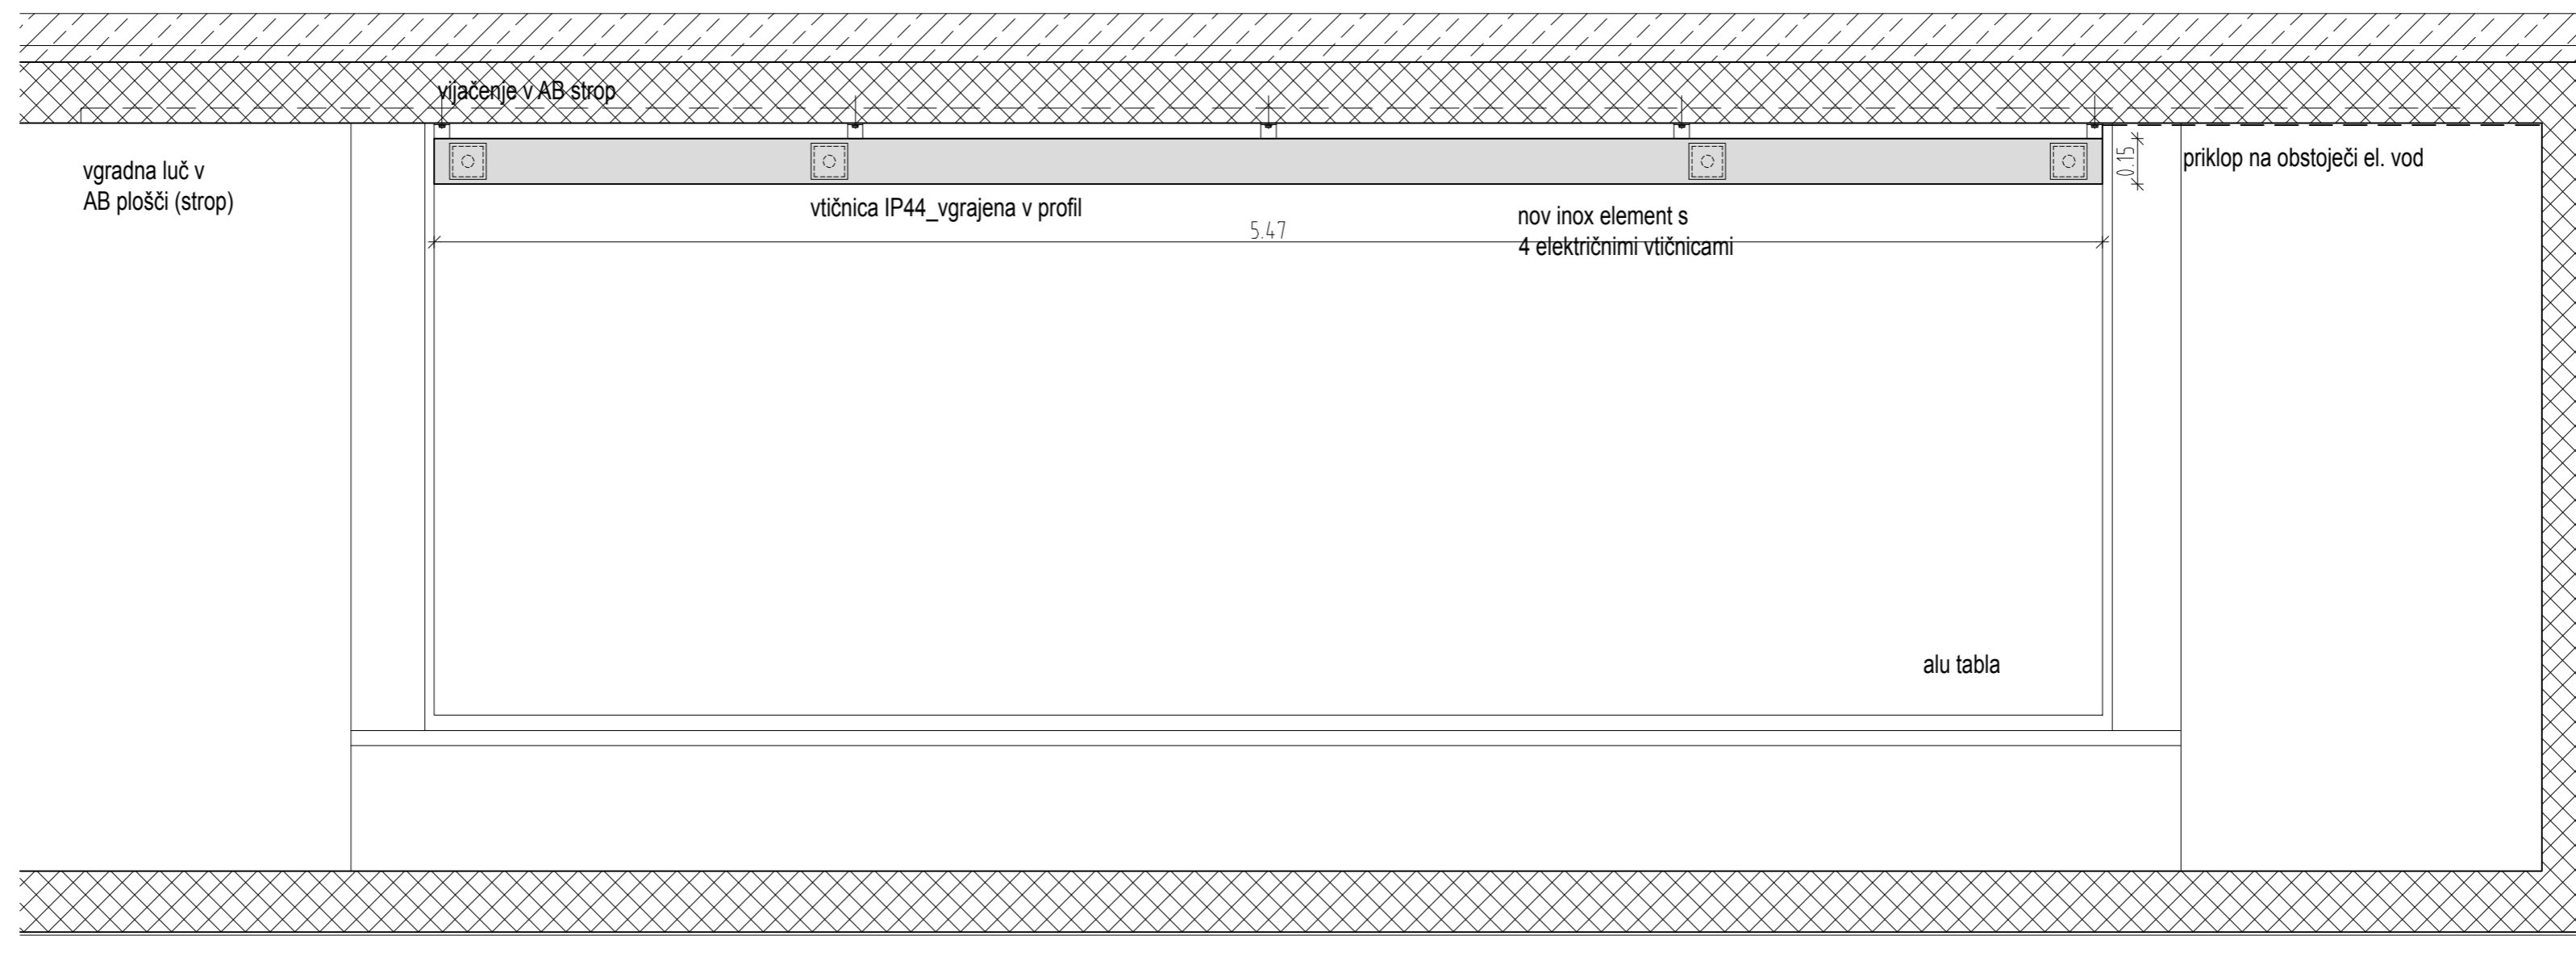 vijačenje v AB strop
vgradna luč v
AB plošči (strop)
0.15
priklop na obstoječi el. vod
vtičnica IP44_vgrajena v profil
nov inox element s
4 električnimi vtičnicami
5.47
alu tabla